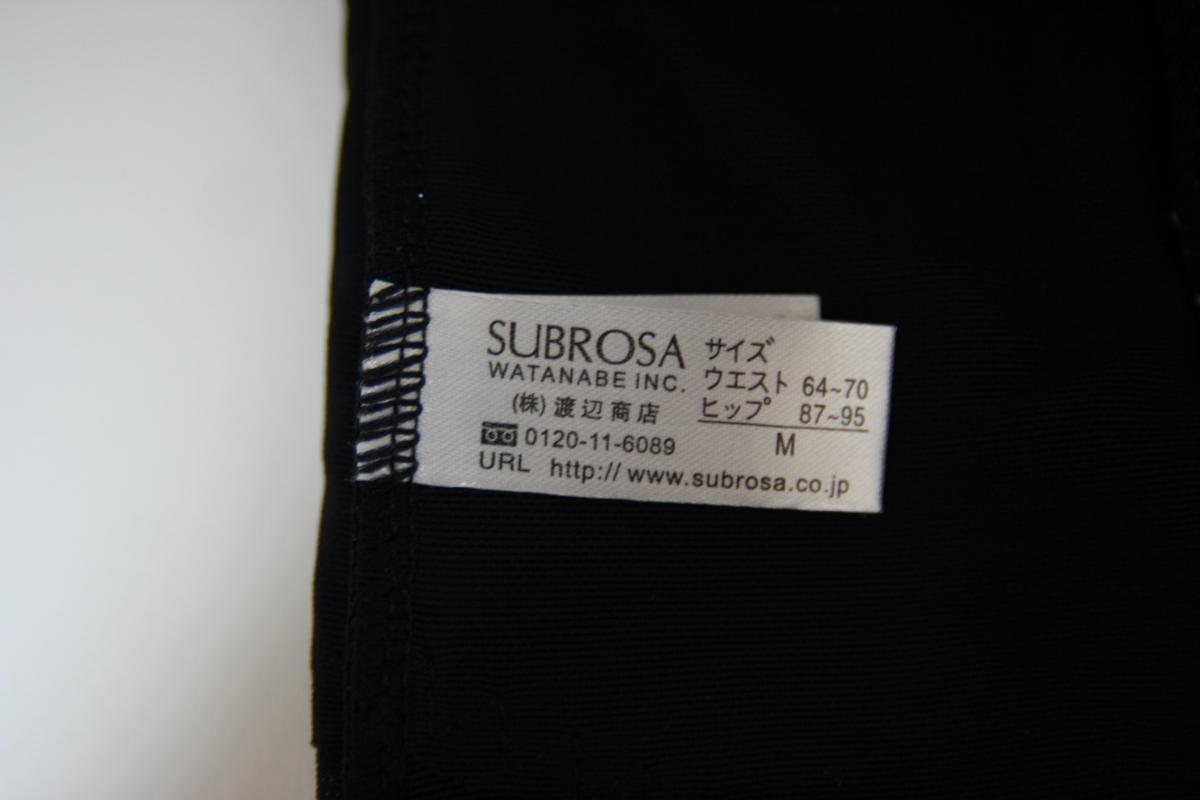 SUBROSA
WATANABE INC.
(株)渡辺商店
0120-11-6089
URL http://www.subrosa.co.jp
サイズ
ウエスト 64~70
ヒップ 87~95
M